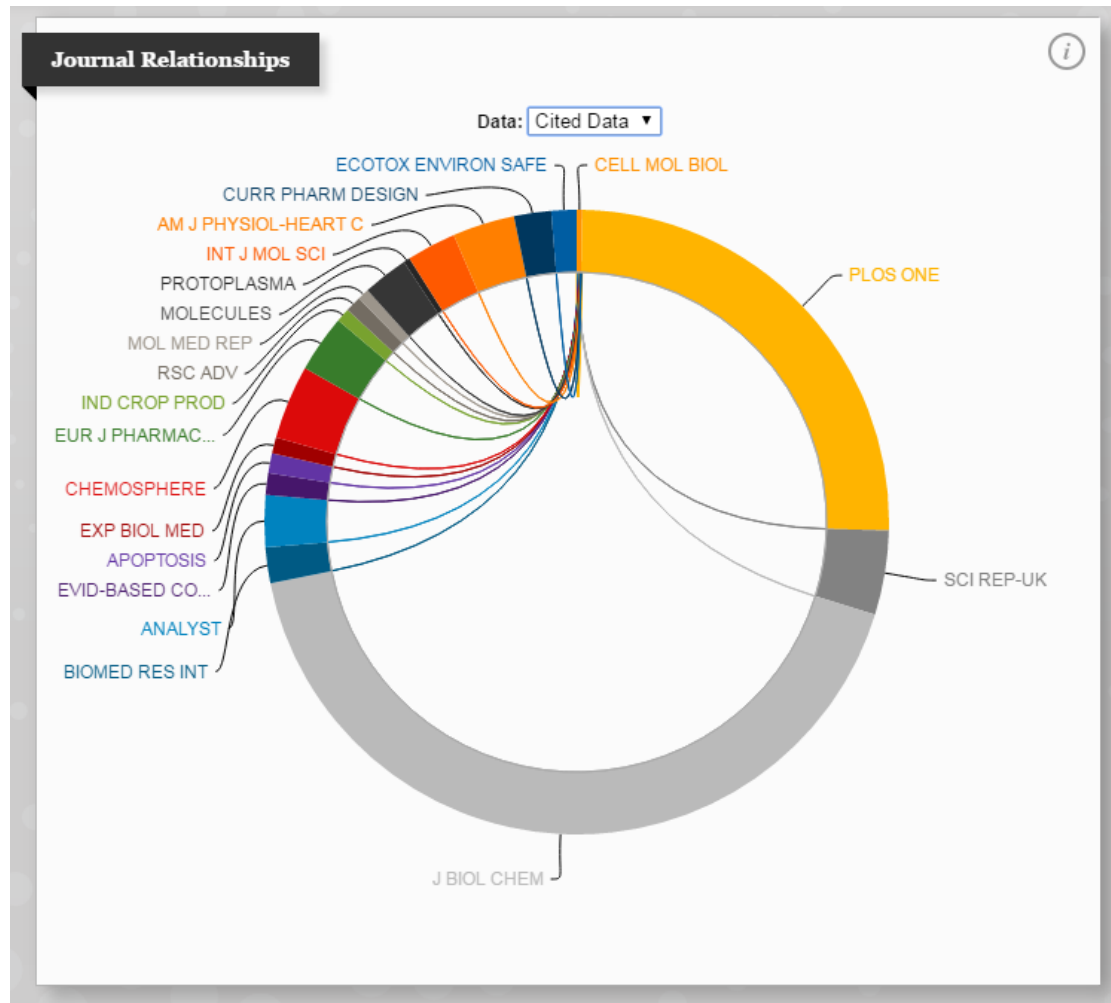 Journal Relationships
i
Data: Cited Data ▼
ECOTOX ENVIRON SAFE
CELL MOL BIOL
CURR PHARM DESIGN
AM J PHYSIOL-HEART C
INT J MOL SCI
PLOS ONE
PROTOPLASMA
MOLECULES
MOL MED REP
RSC ADV
IND CROP PROD
EUR J PHARMAC...
CHEMOSPHERE
EXP BIOL MED
APOPTOSIS
SCI REP-UK
EVID-BASED CO...
ANALYST
BIOMED RES INT
J BIOL CHEM